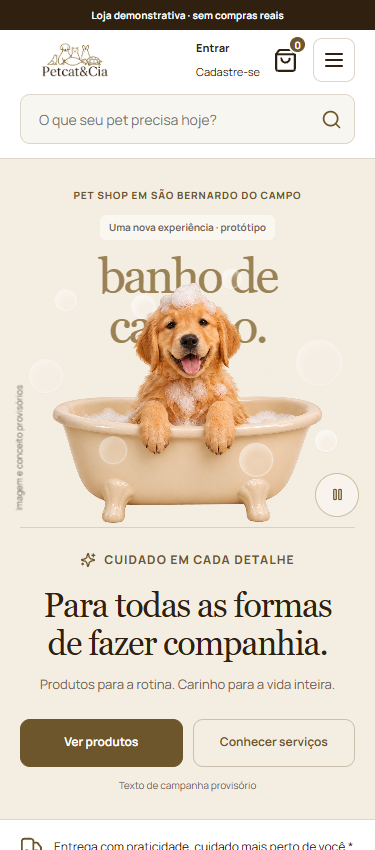 Loja demonstrativa · sem compras reais
Entrar
0
Petcat&Cia
Cadastre-se
O que seu pet precisa hoje?
PET SHOP EM SÃO BERNARDO DO CAMPO
Uma nova experiência · protótipo
banho de
ca o.
Imagem e conceito provisórios
CUIDADO EM CADA DETALHE
Para todas as formas
de fazer companhia.
Produtos para a rotina. Carinho para a vida inteira.
Ver produtos
Conhecer serviços
Texto de campanha provisório
Entrega com praticidade, cuidado mais perto de você.*